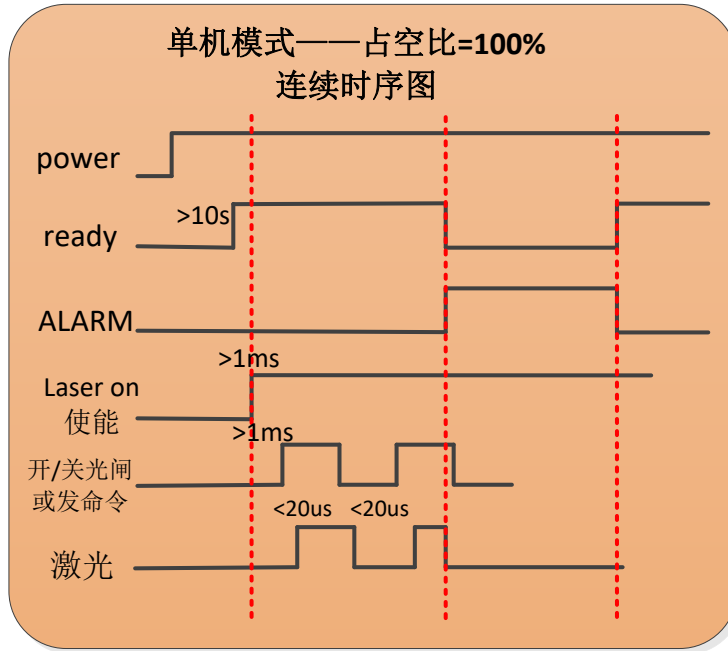 单机模式——占空比=100%
连续时序图
power
>10s
ready
ALARM
>1ms
Laser on
使能
>1ms
开/关光闸
或发命令
<20us <20us
激光